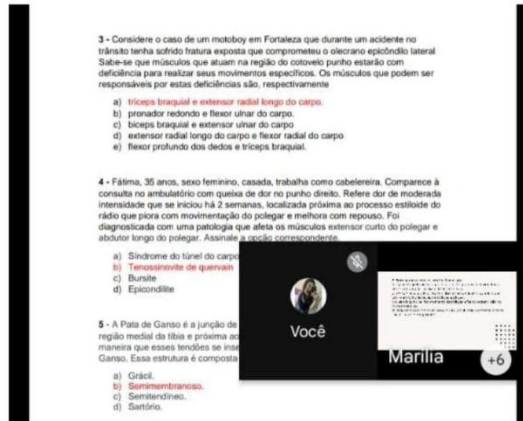 3 - Considere o caso de um motoboy em Fortaleza que durante um acidente no
trânsito tenha sofrido fratura exposta que comprometeu o olecrano epicôndilo lateral
Sabe-se que músculos que atuam na região do cotovelo punho estarão com
deficiência para realizar seus movimentos específicos. Os músculos que podem ser
responsáveis por estas deficiências são, respectivamente
a) tríceps braquial e extensor radial longo do carpo.
b) pronador redondo e flexor ulnar do carpo.
c) bíceps braquial e extensor ulnar do carpo
d) extensor radial longo do carpo e flexor radial do carpo
e) flexor profundo dos dedos e tríceps braquial.
4 - Fátima, 35 anos, sexo feminino, casada, trabalha como cabelereira. Comparece à
consulta no ambulatório com queixa de dor no punho direito. Refere dor de moderada
intensidade que se iniciou há 2 semanas, localizada próxima ao processo estiloide do
rádio que piora com movimentação do polegar e melhora com repouso. Foi
diagnosticada com uma patologia que afeta os músculos extensor curto do polegar e
abdutor longo do polegar. Assinale a opção correspondente.
a) Síndrome do túnel do carpo
b) Tenossinovite de quervain
c) Bursite
d) Epicondilite
5 - A Pata de Ganso é a junção de
região medial da tíbia e próxima ao
maneira que esses tendões se inse
Ganso. Essa estrutura é composta
a) Grácil.
b) Semimembranoso.
c) Semitendíneo.
d) Sartório.
Você
Marilia
+6